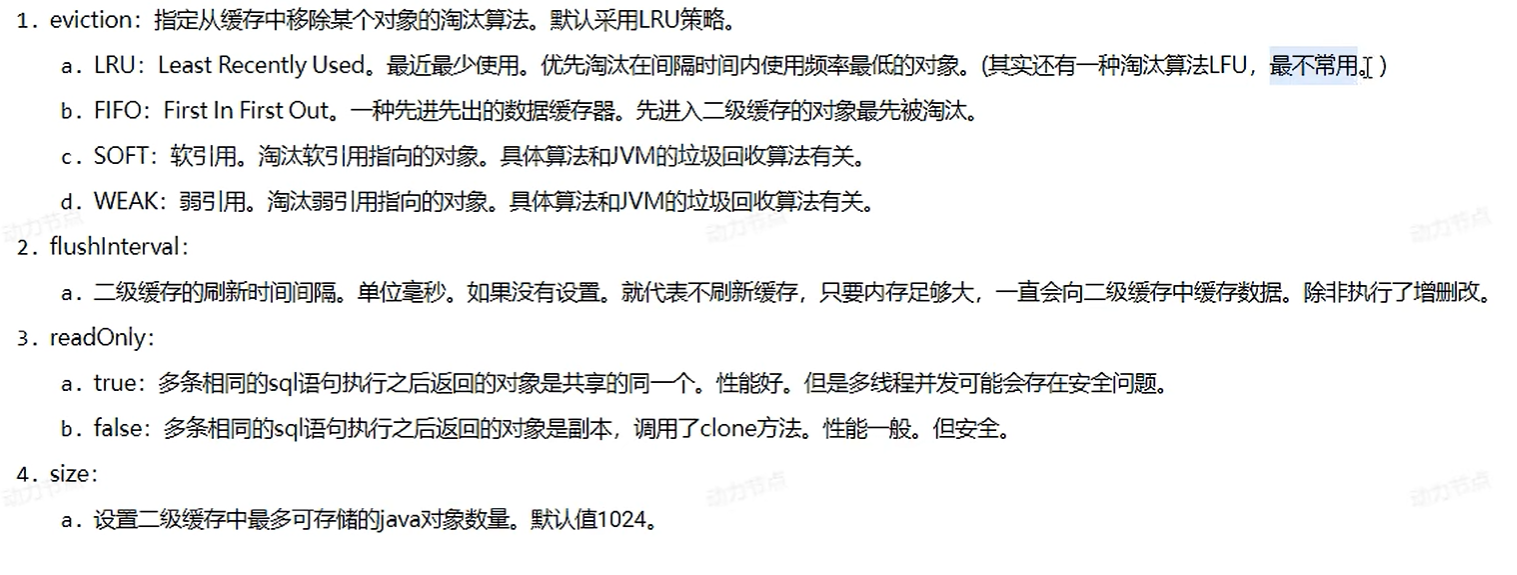 1. eviction：指定从缓存中移除某个对象的淘汰算法。默认采用LRU策略。
a. LRU：Least Recently Used。最近最少使用。优先淘汰在间隔时间内使用频率最低的对象。(其实还有一种淘汰算法LFU，最不常用。)
b. FIFO：First In First Out。一种先进先出的数据缓存器。先进入二级缓存的对象最先被淘汰。
c. SOFT：软引用。淘汰软引用指向的对象。具体算法和JVM的垃圾回收算法有关。
d. WEAK：弱引用。淘汰弱引用指向的对象。具体算法和JVM的垃圾回收算法有关。
动力节点 动力节点 动力节点
2. flushInterval：
a. 二级缓存的刷新时间间隔。单位毫秒。如果没有设置。就代表不刷新缓存，只要内存足够大，一直会向二级缓存中缓存数据。除非执行了增删改。
3. readOnly：
a. true：多条相同的sql语句执行之后返回的对象是共享的同一个。性能好。但是多线程并发可能会存在安全问题。
b. false：多条相同的sql语句执行之后返回的对象是副本，调用了clone方法。性能一般。但安全。
4. size：
动力节点 动力节点 动力节点
a. 设置二级缓存中最多可存储的java对象数量。默认值1024。